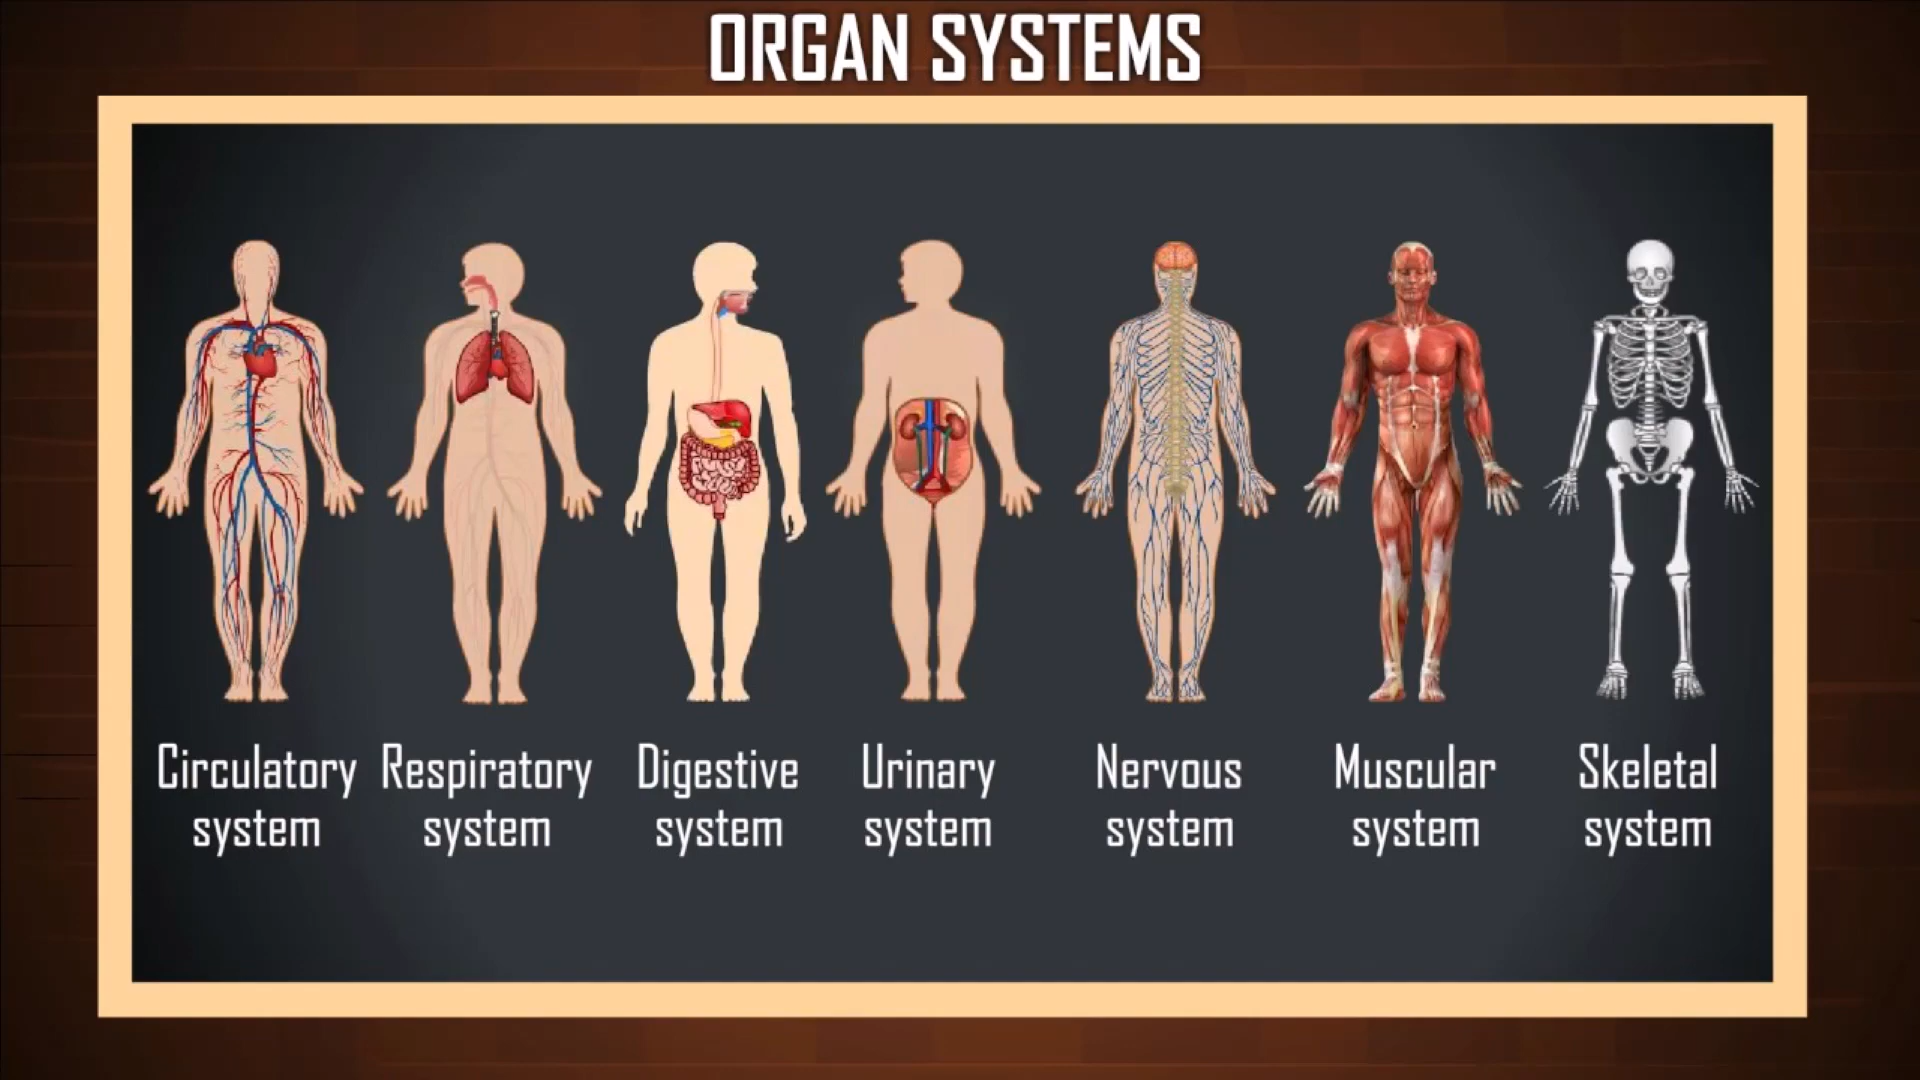 ORGAN SYSTEMS
Circulatory system
Respiratory system
Digestive system
Urinary system
Nervous system
Muscular system
Skeletal system